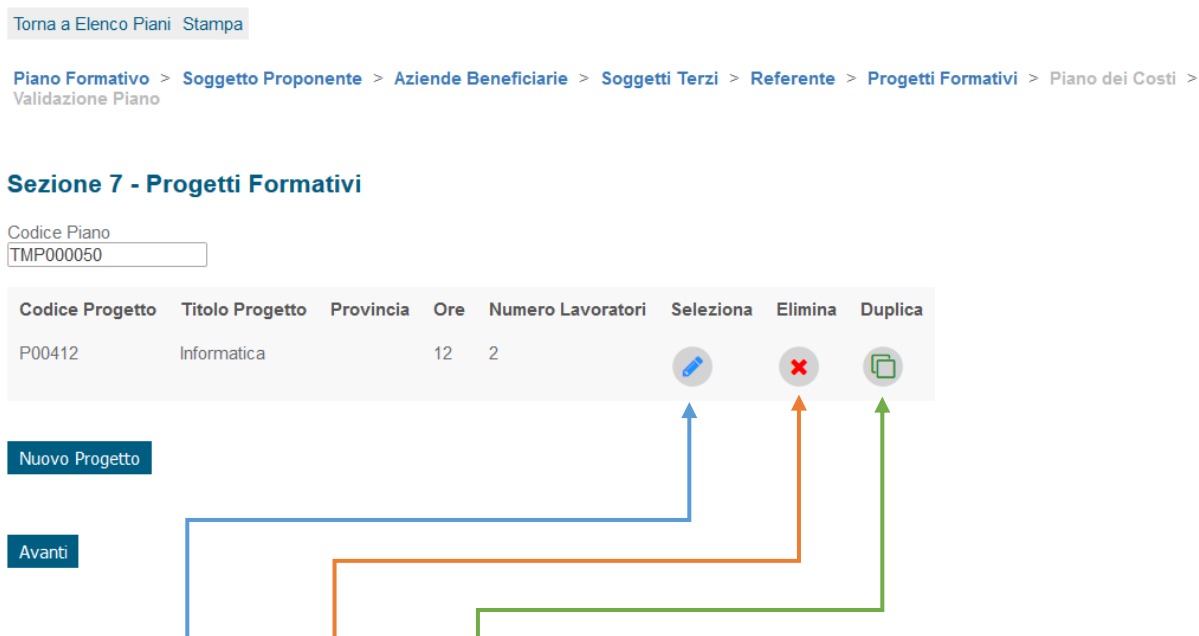 Torna a Elenco Piani Stampa
Piano Formativo > Soggetto Proponente > Aziende Beneficiarie > Soggetti Terzi > Referente > Progetti Formativi > Piano dei Costi >
Validazione Piano
Sezione 7 - Progetti Formativi
Codice Piano
TMP000050
Codice Progetto Titolo Progetto Provincia Ore Numero Lavoratori Seleziona Elimina Duplica
P00412 Informatica 12 2
Nuovo Progetto
Avanti